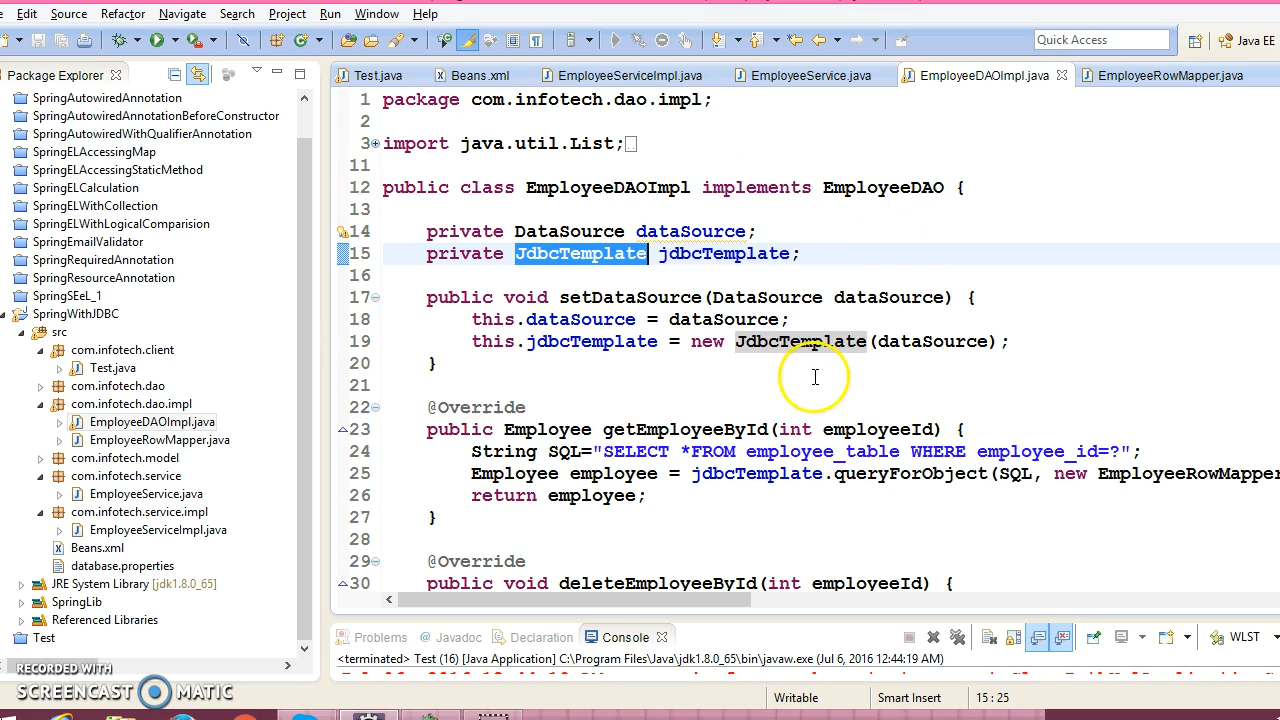 Edit Source Refactor Navigate Search Project Run Window Help
Quick Access
Java EE
Package Explorer
SpringAutowiredAnnotation
SpringAutowiredAnnotationBeforeConstructor
SpringAutowiredWithQualifierAnnotation
SpringELAccessingMap
SpringELAccessingStaticMethod
SpringELCalculation
SpringELWithCollection
SpringELWithLogicalComparision
SpringEmailValidator
SpringRequiredAnnotation
SpringResourceAnnotation
SpringSEeL_1
SpringWithJDBC
src
com.infotech.client
Test.java
com.infotech.dao
com.infotech.dao.impl
EmployeeDAOImpl.java
EmployeeRowMapper.java
com.infotech.model
com.infotech.service
EmployeeService.java
com.infotech.service.impl
EmployeeServiceImpl.java
Beans.xml
database.properties
JRE System Library [jdk1.8.0_65]
SpringLib
Referenced Libraries
Test
RECORDED WITH
SCREENCAST MATIC
Test.java Beans.xml EmployeeServiceImpl.java EmployeeService.java EmployeeDAOImpl.java EmployeeRowMapper.java
1 package com.infotech.dao.impl;
2
3 import java.util.List;
11
12 public class EmployeeDAOImpl implements EmployeeDAO {
13
14 private DataSource dataSource;
15 private JdbcTemplate jdbcTemplate;
16
17 public void setDataSource(DataSource dataSource) {
18 this.dataSource = dataSource;
19 this.jdbcTemplate = new JdbcTemplate(dataSource);
20 }
21
22 @Override
23 public Employee getEmployeeById(int employeeId) {
24 String SQL="SELECT *FROM employee_table WHERE employee_id=?";
25 Employee employee = jdbcTemplate.queryForObject(SQL, new EmployeeRowMapper
26 return employee;
27 }
28
29 @Override
30 public void deleteEmployeeById(int employeeId) {
Problems Javadoc Declaration Console
WLST
<terminated> Test (16) [Java Application] C:\Program Files\Java\jdk1.8.0_65\bin\javaw.exe (Jul 6, 2016 12:44:19 AM)
Writable Smart Insert 15 : 25